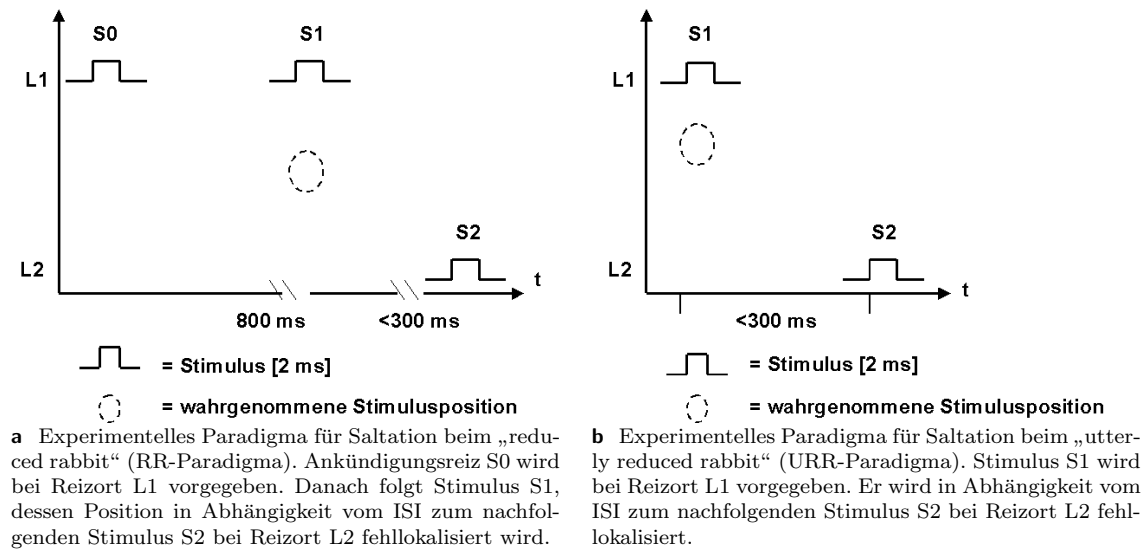 S0
S1
L1
S2
L2
t
800 ms
<300 ms
= Stimulus [2 ms]
= wahrgenommene Stimulusposition
a Experimentelles Paradigma für Saltation beim „redu-
ced rabbit“ (RR-Paradigma). Ankündigungsreiz S0 wird
bei Reizort L1 vorgegeben. Danach folgt Stimulus S1,
dessen Position in Abhängigkeit vom ISI zum nachfol-
genden Stimulus S2 bei Reizort L2 fehllokalisiert wird.
S1
L1
S2
L2
t
<300 ms
= Stimulus [2 ms]
= wahrgenommene Stimulusposition
b Experimentelles Paradigma für Saltation beim „utter-
ly reduced rabbit“ (URR-Paradigma). Stimulus S1 wird
bei Reizort L1 vorgegeben. Er wird in Abhängigkeit vom
ISI zum nachfolgenden Stimulus S2 bei Reizort L2 fehl-
lokalisiert.